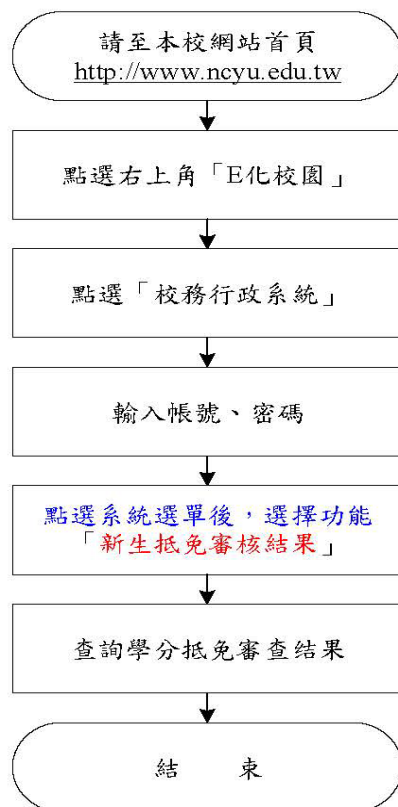 請至本校網站首頁
http://www.ncyu.edu.tw
點選右上角「E化校園」
點選「校務行政系統」
輸入帳號、密碼
點選系統選單後，選擇功能
「新生抵免審核結果」
查詢學分抵免審查結果
結　　束